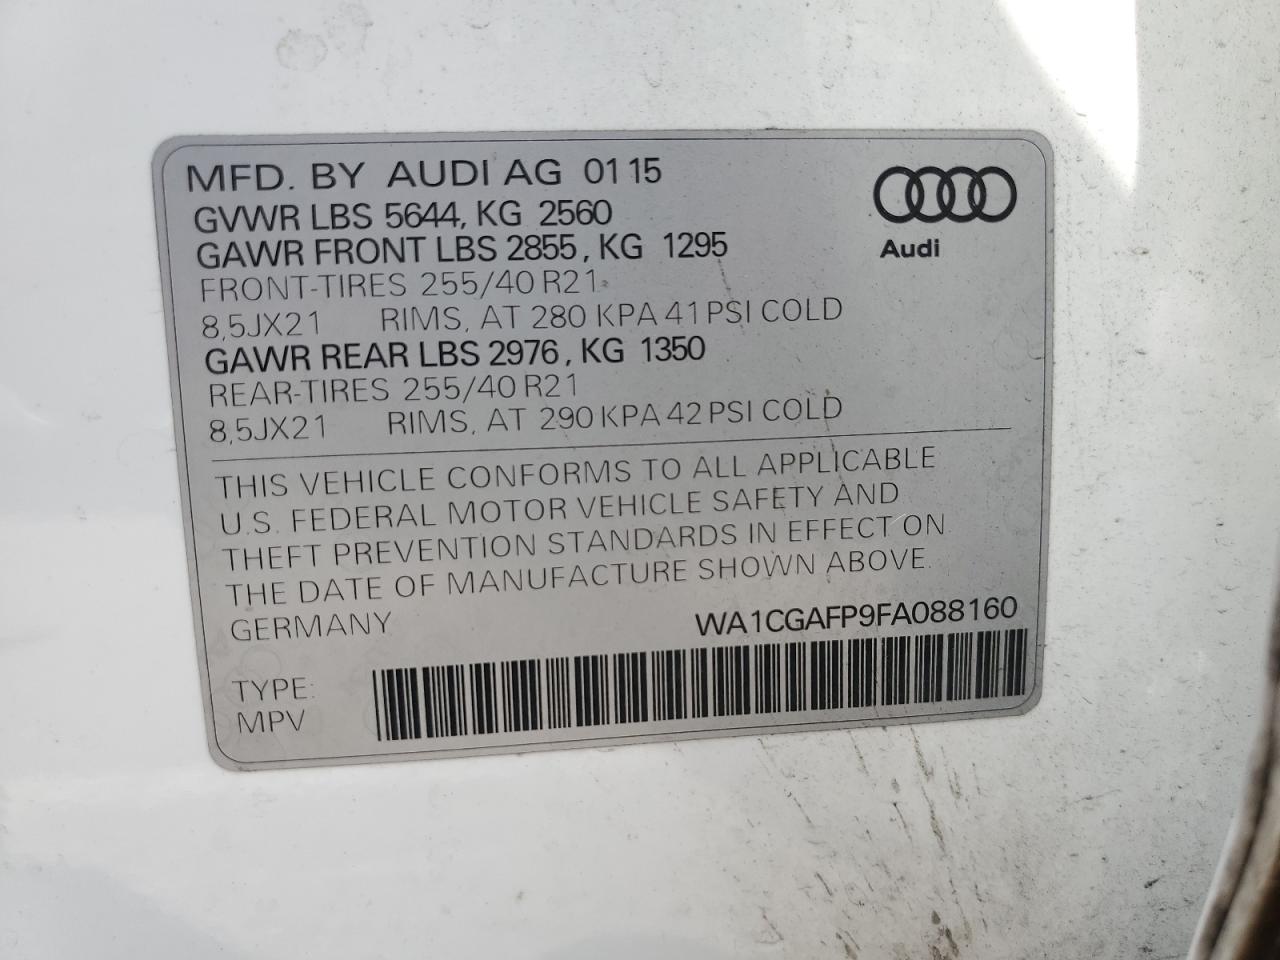 MFD. BY AUDI AG 01 15
GVWR LBS 5644, KG 2560
GAWR FRONT LBS 2855, KG 1295
FRONT-TIRES 255/40 R21
8,5JX21 RIMS, AT 280 KPA 41 PSI COLD
GAWR REAR LBS 2976, KG 1350
REAR-TIRES 255/40 R21
8,5JX21 RIMS, AT 290 KPA 42 PSI COLD
Audi
THIS VEHICLE CONFORMS TO ALL APPLICABLE
U.S. FEDERAL MOTOR VEHICLE SAFETY AND
THEFT PREVENTION STANDARDS IN EFFECT ON
THE DATE OF MANUFACTURE SHOWN ABOVE.
GERMANY WA1CGAFP9FA088160
TYPE:
MPV